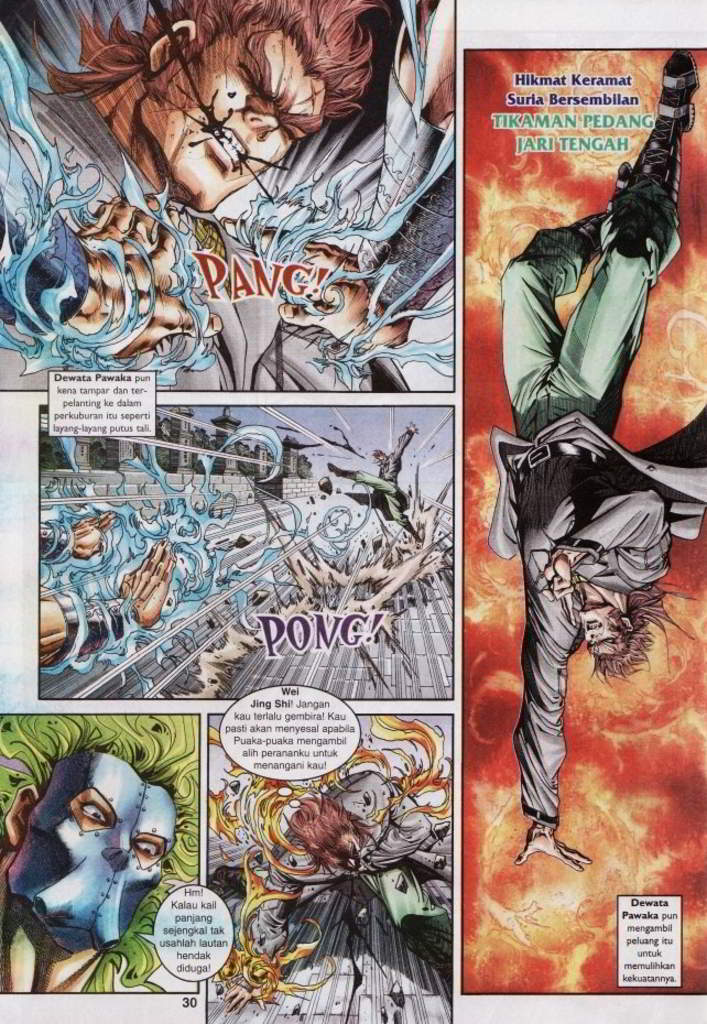 PANG!
Dewata Pawaka pun
kena tampar dan ter-
pelanting ke dalam
perkuburan itu seperti
layang-layang putus tali.
PONG!
Hm!
Kalau kail
panjang
sejengkal tak
usahlah lautan
hendak
diduga!
Wei
Jing Shi! Jangan
kau terlalu gembira! Kau
pasti akan menyesal apabila
Puaka-puaka mengambil
alih perananku untuk
menangani kau!
Hikmat Keramat
Suria Bersembilan
TIKAMAN PEDANG
JARI TENGAH
Dewata
Pawaka pun
mengambil
peluang itu
untuk
memulihkan
kekuatannya.
30